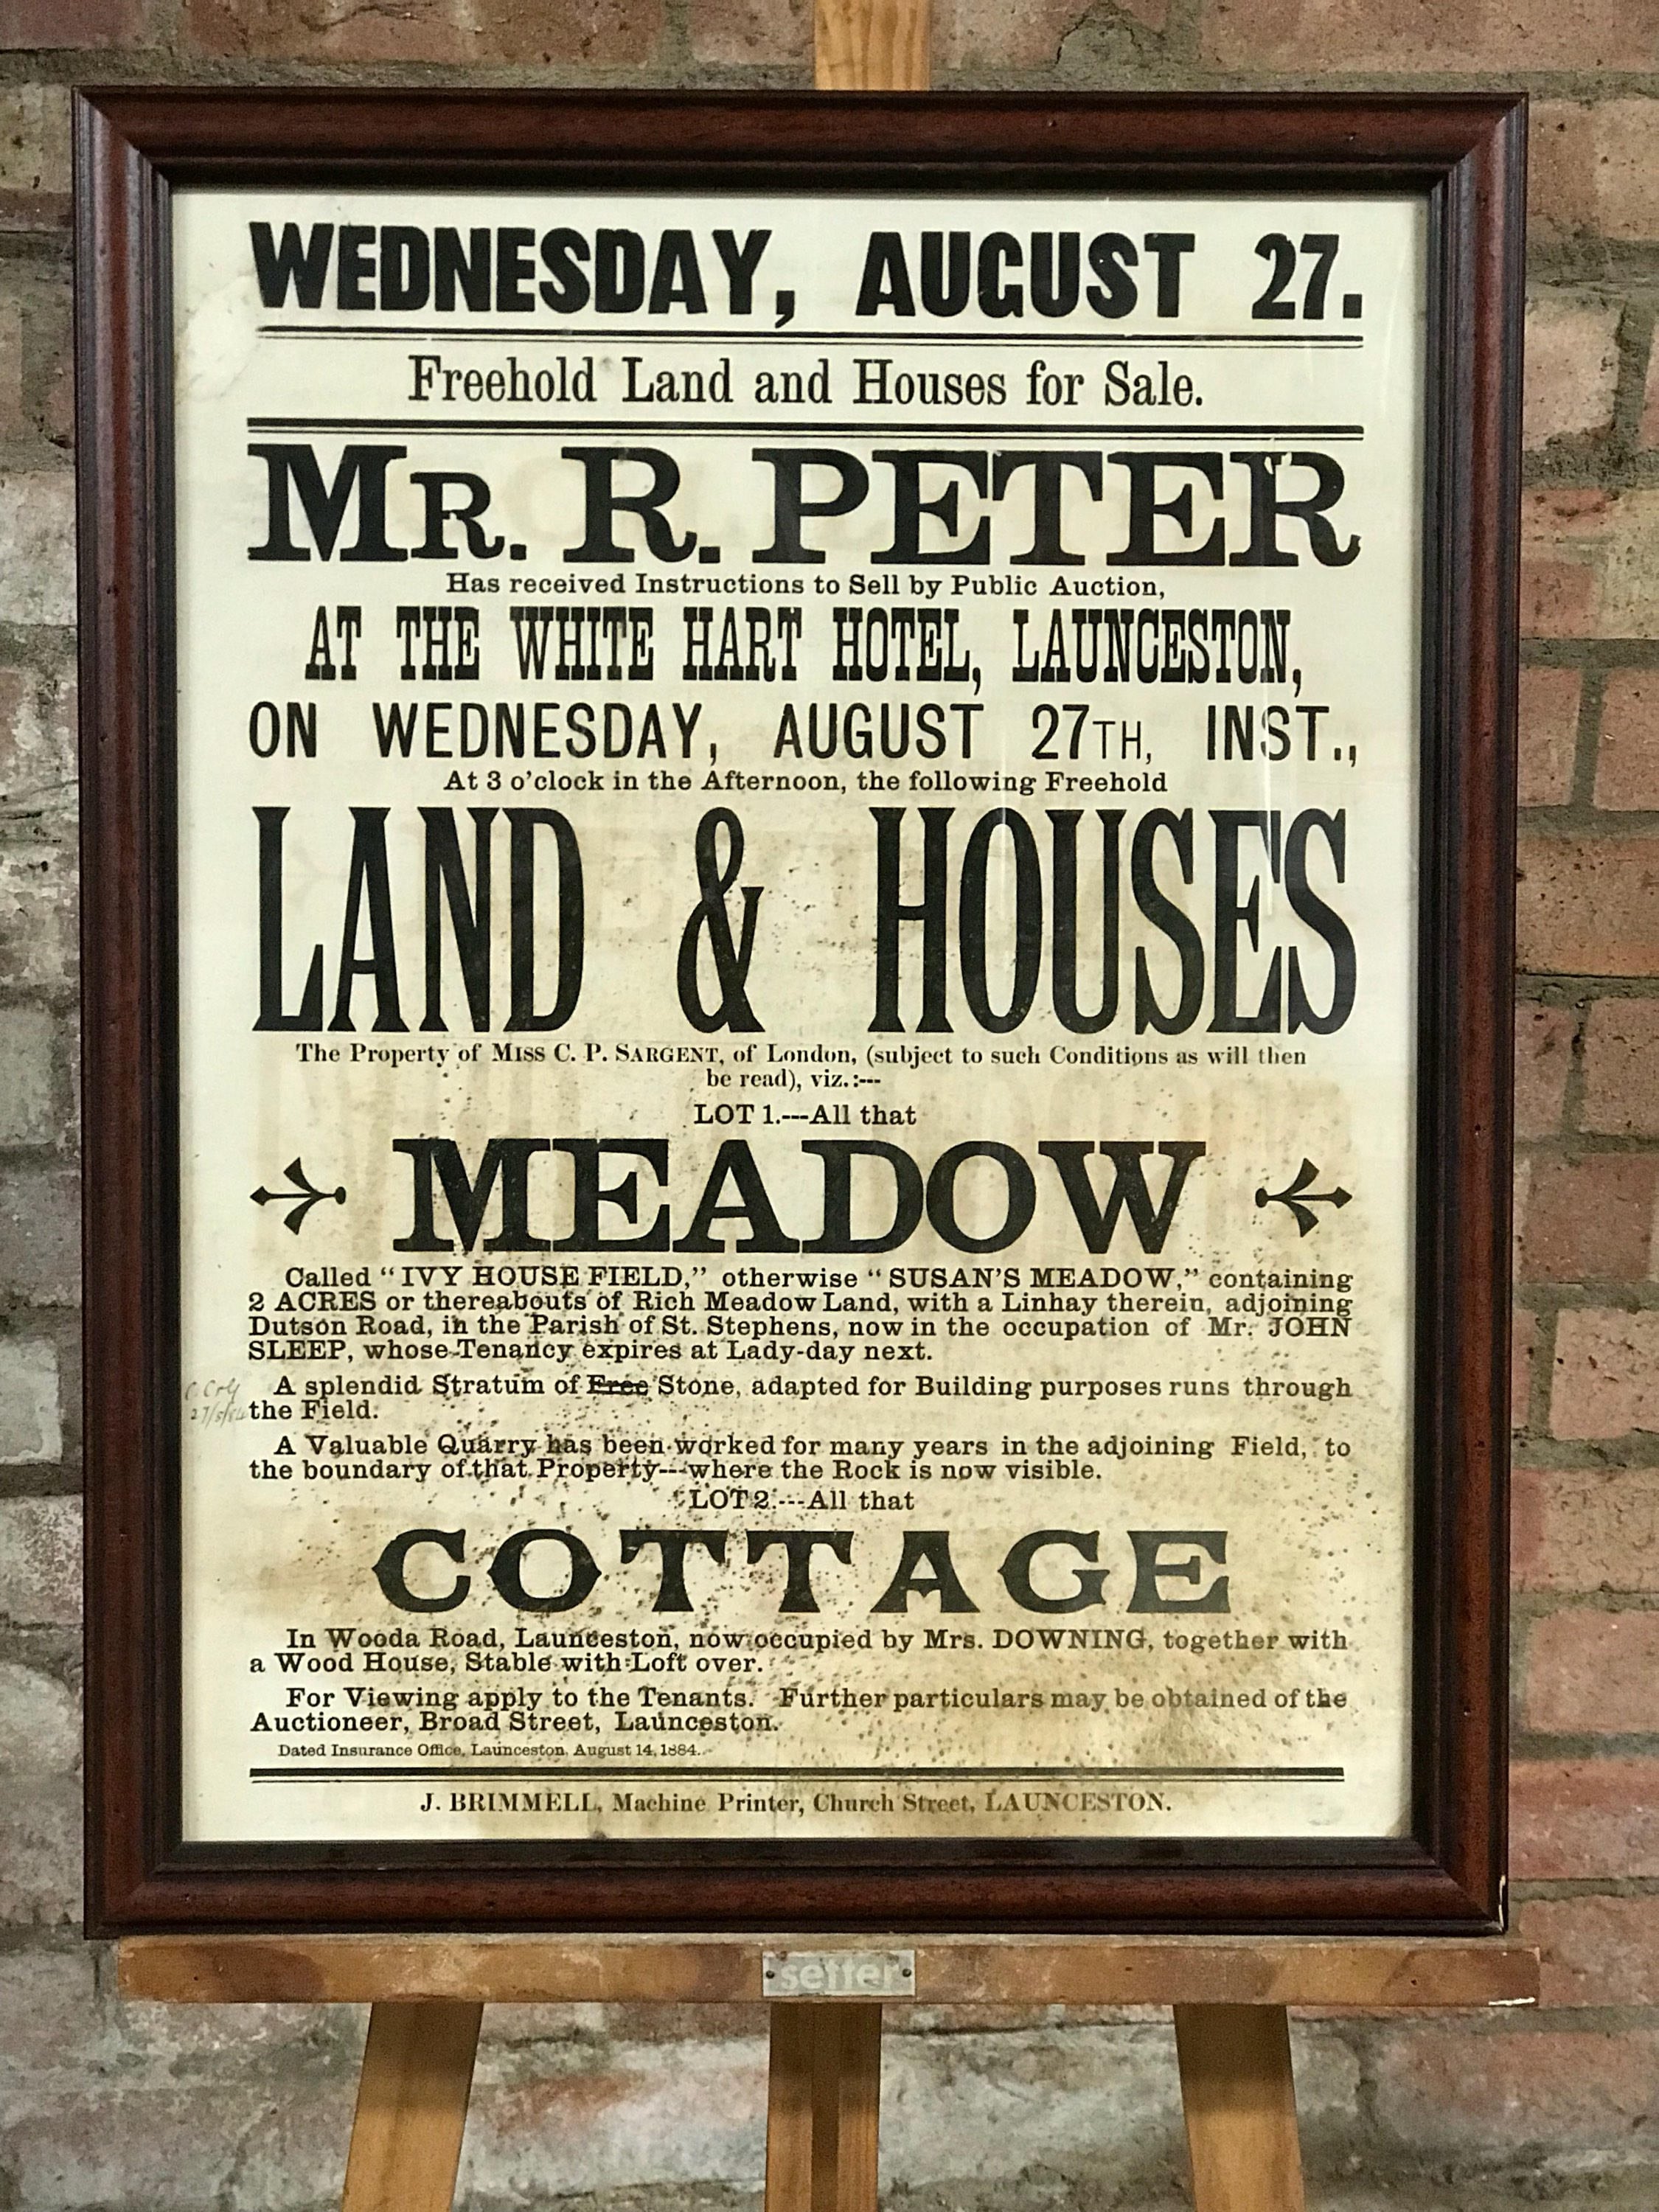 WEDNESDAY, AUGUST 27.
Freehold Land and Houses for Sale.
MR. R. PETER
Has received Instructions to Sell by Public Auction,
AT THE WHITE HART HOTEL, LAUNCESTON,
ON WEDNESDAY, AUGUST 27TH, INST.,
At 3 o'clock in the Afternoon, the following Freehold
LAND & HOUSES
The Property of MISS C. P. SARGENT, of London, (subject to such Conditions as will then
be read), viz.:---
LOT 1.---All that
MEADOW
Called "IVY HOUSE FIELD," otherwise "SUSAN'S MEADOW," containing
2 ACRES or thereabouts of Rich Meadow Land, with a Linhay therein, adjoining
Dutson Road, in the Parish of St. Stephens, now in the occupation of Mr. JOHN
SLEEP, whose Tenancy expires at Lady-day next.
A splendid Stratum of Free Stone, adapted for Building purposes runs through
the Field.
A Valuable Quarry has been worked for many years in the adjoining Field, to
the boundary of that Property---where the Rock is now visible.
LOT 2.---All that
COTTAGE
In Wooda Road, Launceston, now occupied by Mrs. DOWNING, together with
a Wood House, Stable with Loft over.
For Viewing apply to the Tenants. Further particulars may be obtained of the
Auctioneer, Broad Street, Launceston.
Dated Insurance Office, Launceston, August 14, 1884.
J. BRIMMELL, Machine Printer, Church Street, LAUNCESTON.